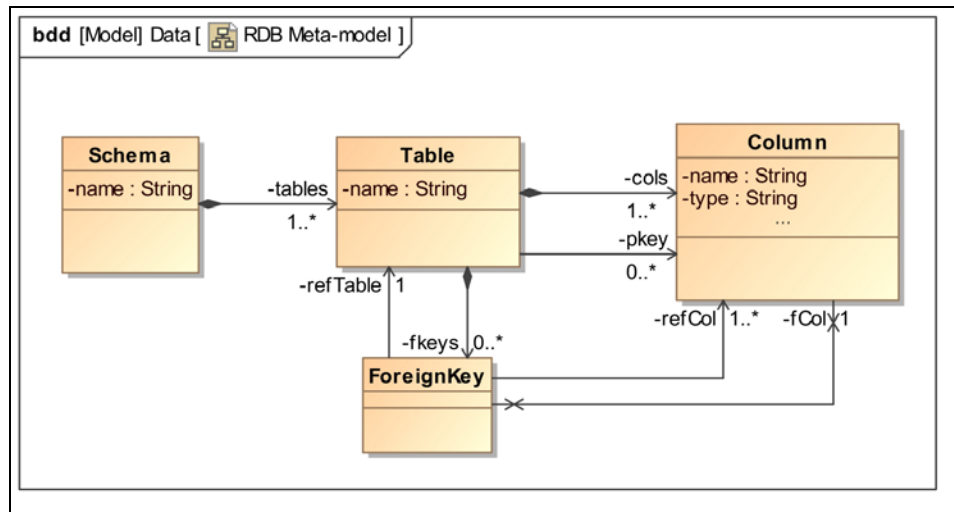 bdd [Model] Data [ RDB Meta-model ]
Schema
-name : String
-tables
1..*
Table
-name : String
-cols
1..*
-pkey
0..*
Column
-name : String
-type : String
...
-refTable 1
-fkeys 0..*
-refCol 1..*
-fCol 1
ForeignKey